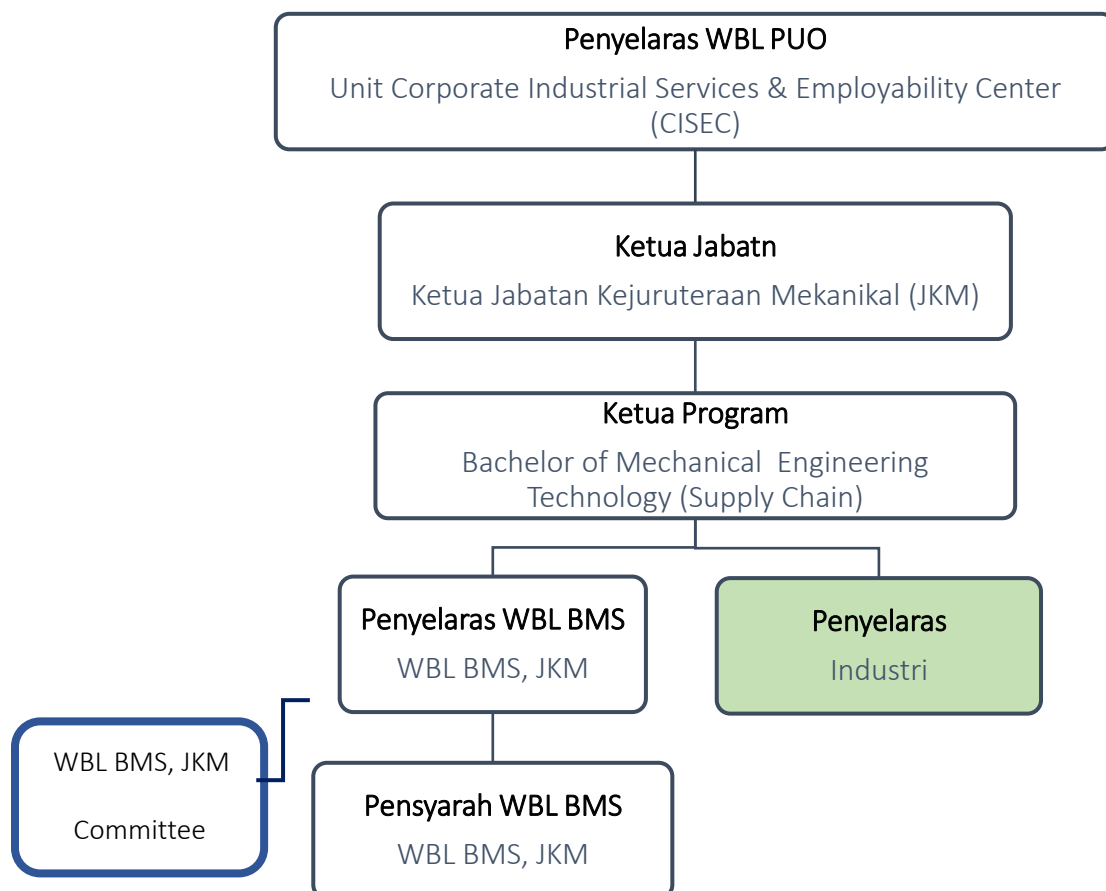 Penyelaras WBL PUO
Unit Corporate Industrial Services & Employability Center
(CISEC)
Ketua Jabatn
Ketua Jabatan Kejuruteraan Mekanikal (JKM)
Ketua Program
Bachelor of Mechanical Engineering
Technology (Supply Chain)
Penyelaras WBL BMS
WBL BMS, JKM
Penyelaras
Industri
WBL BMS, JKM
Committee
Pensyarah WBL BMS
WBL BMS, JKM